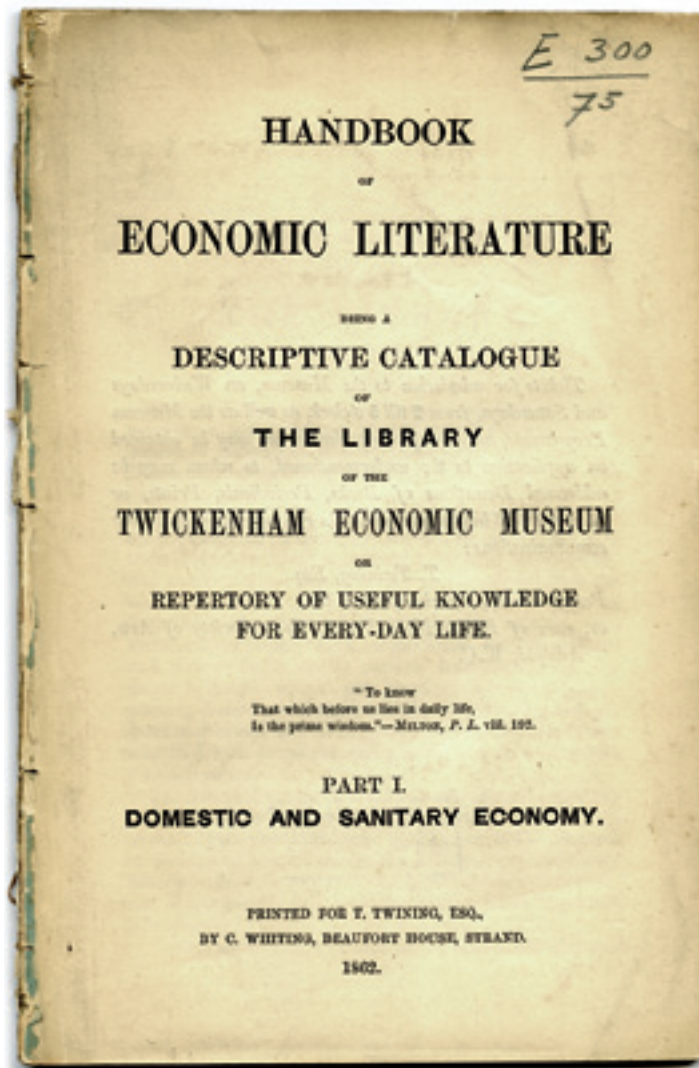 E 300
75
HANDBOOK
OF
ECONOMIC LITERATURE
BEING A
DESCRIPTIVE CATALOGUE
OF
THE LIBRARY
OF THE
TWICKENHAM ECONOMIC MUSEUM
OR
REPERTORY OF USEFUL KNOWLEDGE
FOR EVERY-DAY LIFE.
"To know
That which before us lies in daily life,
Is the prime wisdom."—MILTON, P. L. viii. 192.
PART I.
DOMESTIC AND SANITARY ECONOMY.
PRINTED FOR T. TWINING, ESQ.,
BY C. WHITING, BEAUFORT HOUSE, STRAND.
1862.